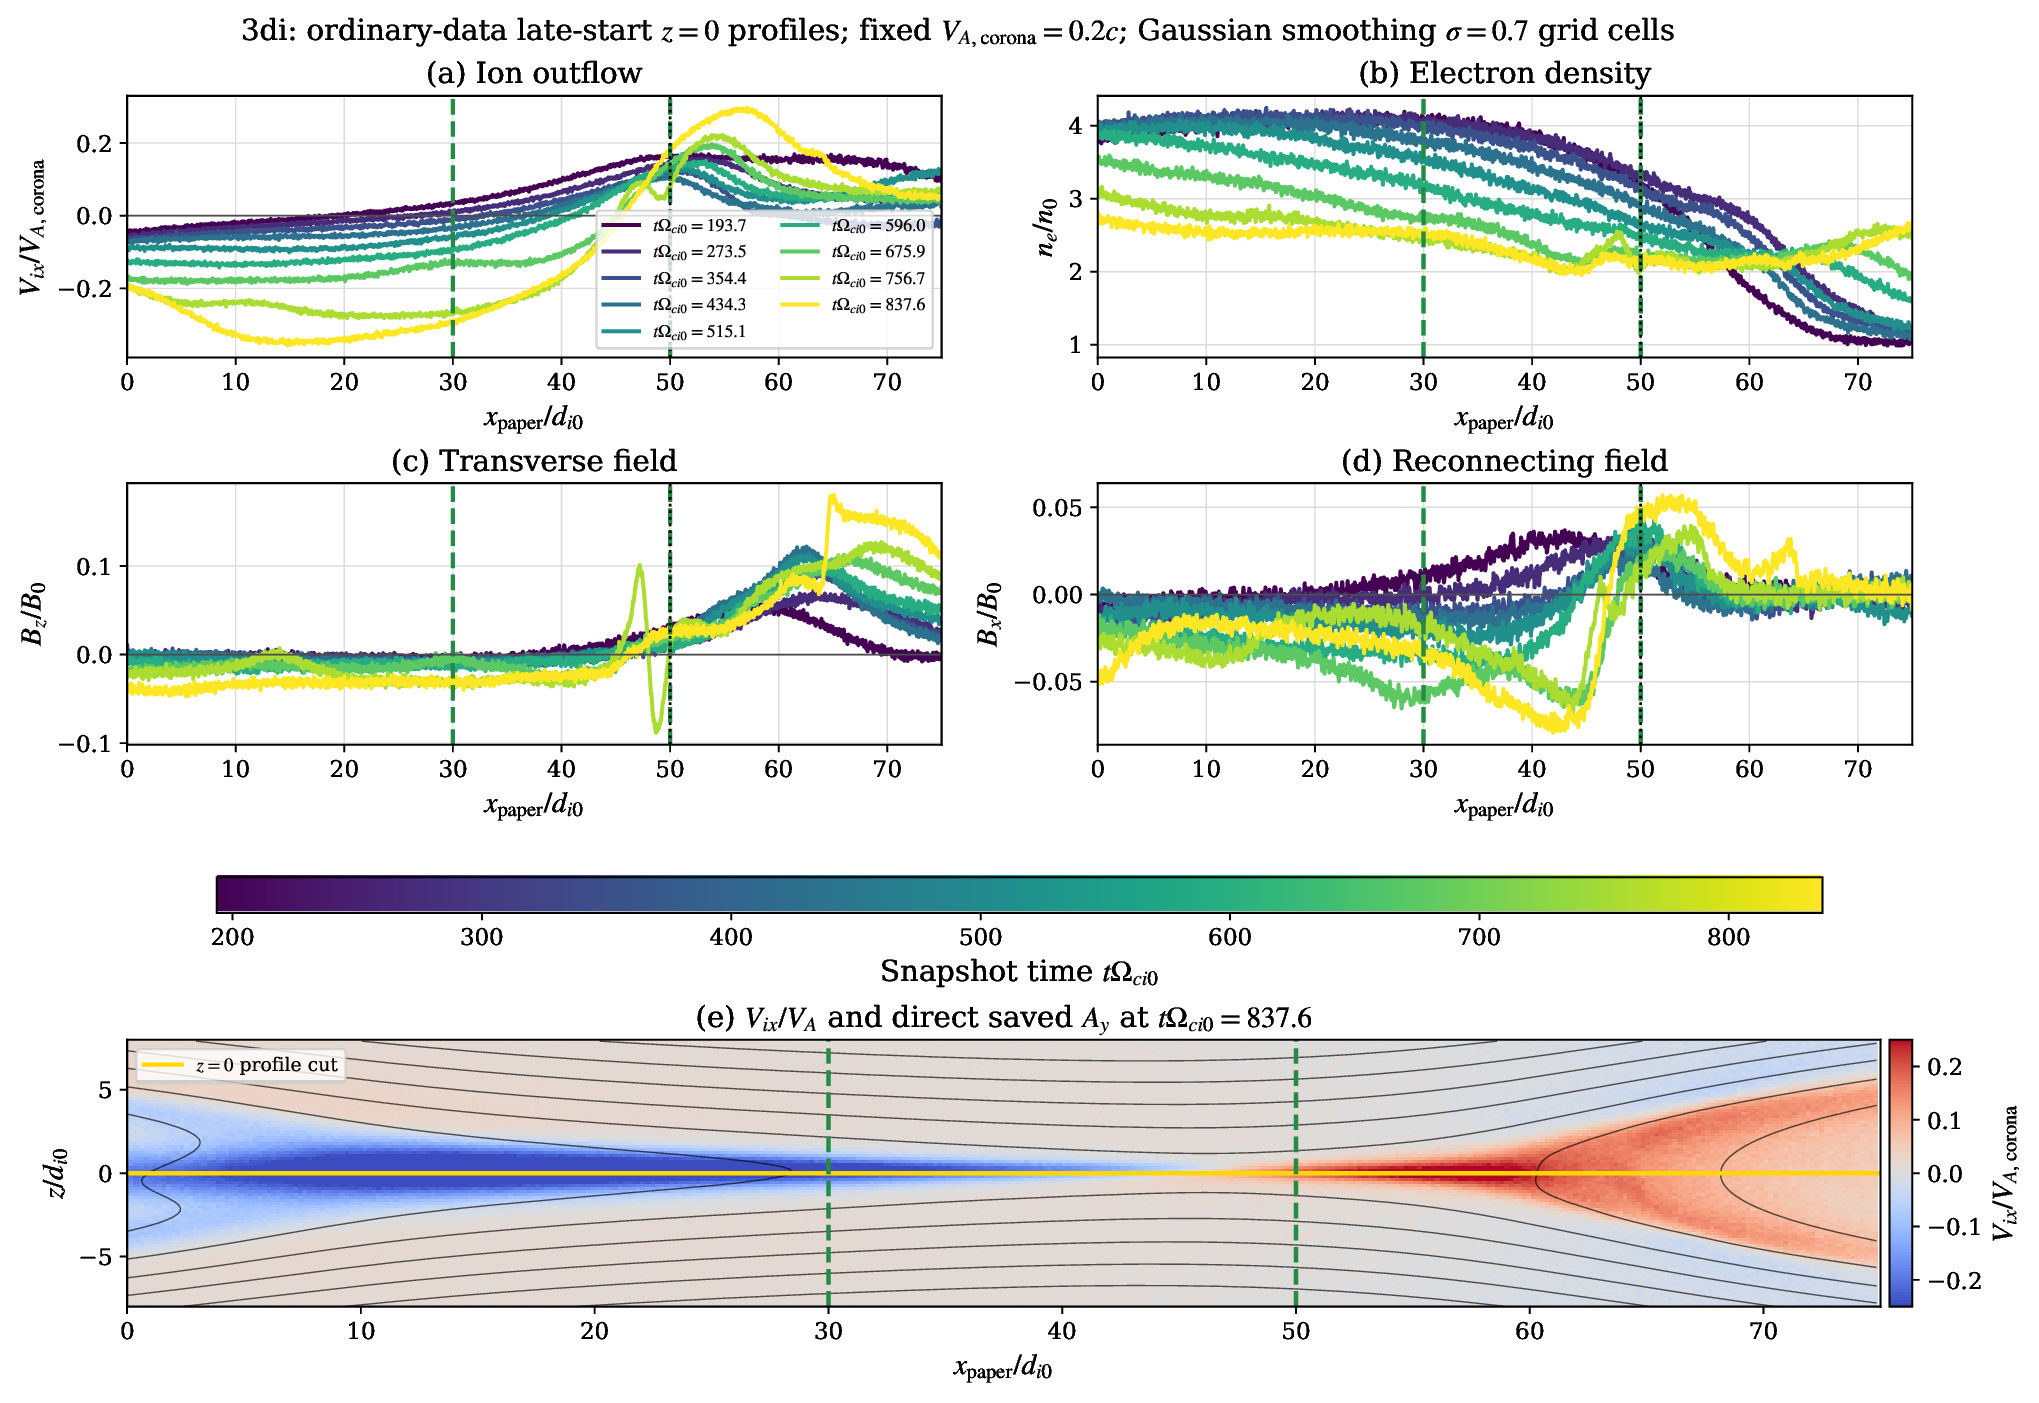 3di: ordinary-data late-start z = 0 profiles; fixed V_A, corona = 0.2c; Gaussian smoothing σ = 0.7 grid cells
(a) Ion outflow
V_ix/V_A, corona
0.2
0.0
−0.2
0 10 20 30 40 50 60 70
x_paper/d_i0
tΩ_ci0 = 193.7
tΩ_ci0 = 273.5
tΩ_ci0 = 354.4
tΩ_ci0 = 434.3
tΩ_ci0 = 515.1
tΩ_ci0 = 596.0
tΩ_ci0 = 675.9
tΩ_ci0 = 756.7
tΩ_ci0 = 837.6
(b) Electron density
n_e/n_0
4
3
2
1
0 10 20 30 40 50 60 70
x_paper/d_i0
(c) Transverse field
B_z/B_0
0.1
0.0
−0.1
0 10 20 30 40 50 60 70
x_paper/d_i0
(d) Reconnecting field
B_x/B_0
0.05
0.00
−0.05
0 10 20 30 40 50 60 70
x_paper/d_i0
200 300 400 500 600 700 800
Snapshot time tΩ_ci0
(e) V_ix/V_A and direct saved A_y at tΩ_ci0 = 837.6
z = 0 profile cut
z/d_i0
5
0
−5
0 10 20 30 40 50 60 70
x_paper/d_i0
0.2
0.1
0.0
−0.1
−0.2
V_ix/V_A, corona